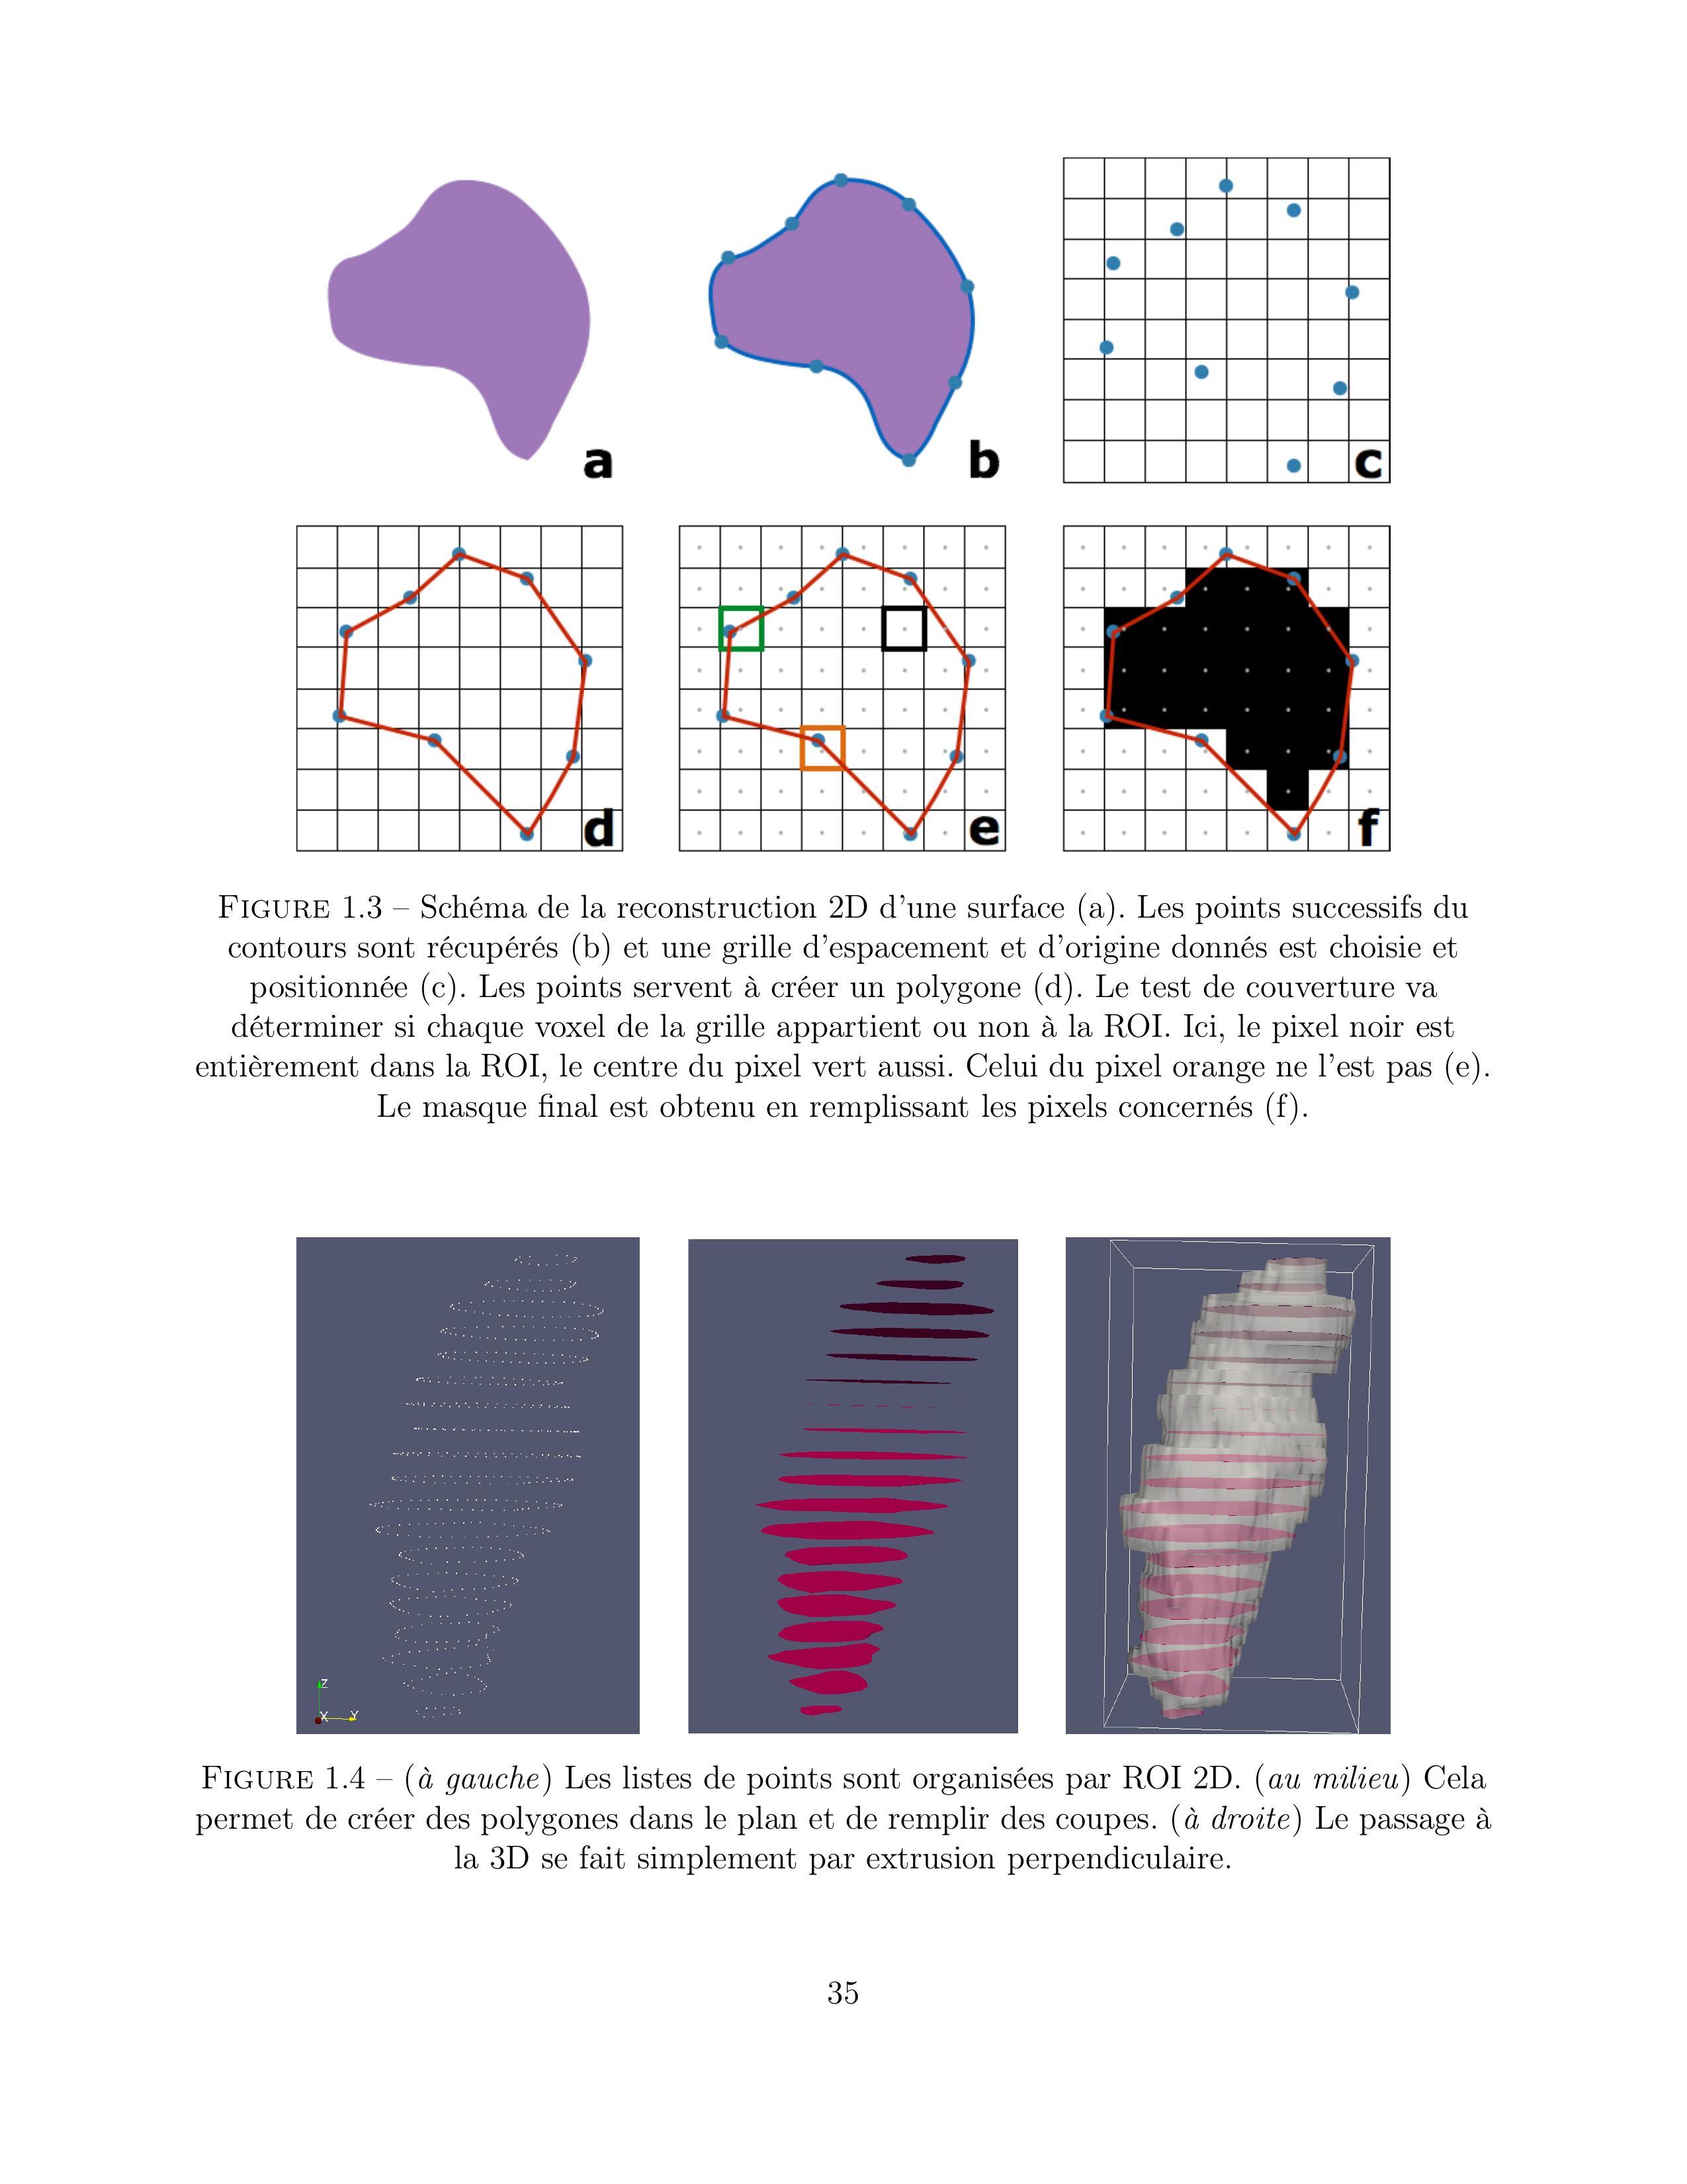 a
b
c
d
e
f
FIGURE 1.3 – Schéma de la reconstruction 2D d'une surface (a). Les points successifs du
contours sont récupérés (b) et une grille d'espacement et d'origine donnés est choisie et
positionnée (c). Les points servent à créer un polygone (d). Le test de couverture va
déterminer si chaque voxel de la grille appartient ou non à la ROI. Ici, le pixel noir est
entièrement dans la ROI, le centre du pixel vert aussi. Celui du pixel orange ne l'est pas (e).
Le masque final est obtenu en remplissant les pixels concernés (f).
Z
X Y
FIGURE 1.4 – (à gauche) Les listes de points sont organisées par ROI 2D. (au milieu) Cela
permet de créer des polygones dans le plan et de remplir des coupes. (à droite) Le passage à
la 3D se fait simplement par extrusion perpendiculaire.
35